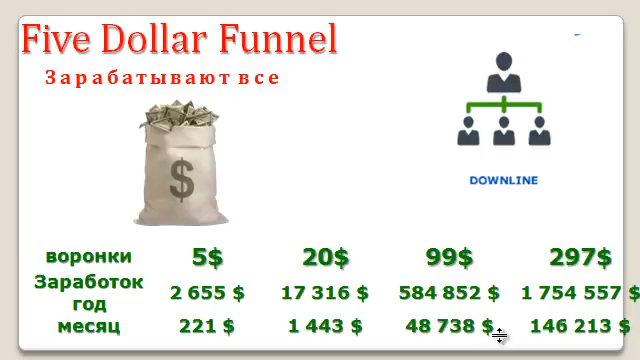 Five Dollar Funnel
Зарабатывают все
$
DOWNLINE
воронки 5$ 20$ 99$ 297$
Заработок
год 2 655 $ 17 316 $ 584 852 $ 1 754 557 $
месяц 221 $ 1 443 $ 48 738 $ 146 213 $